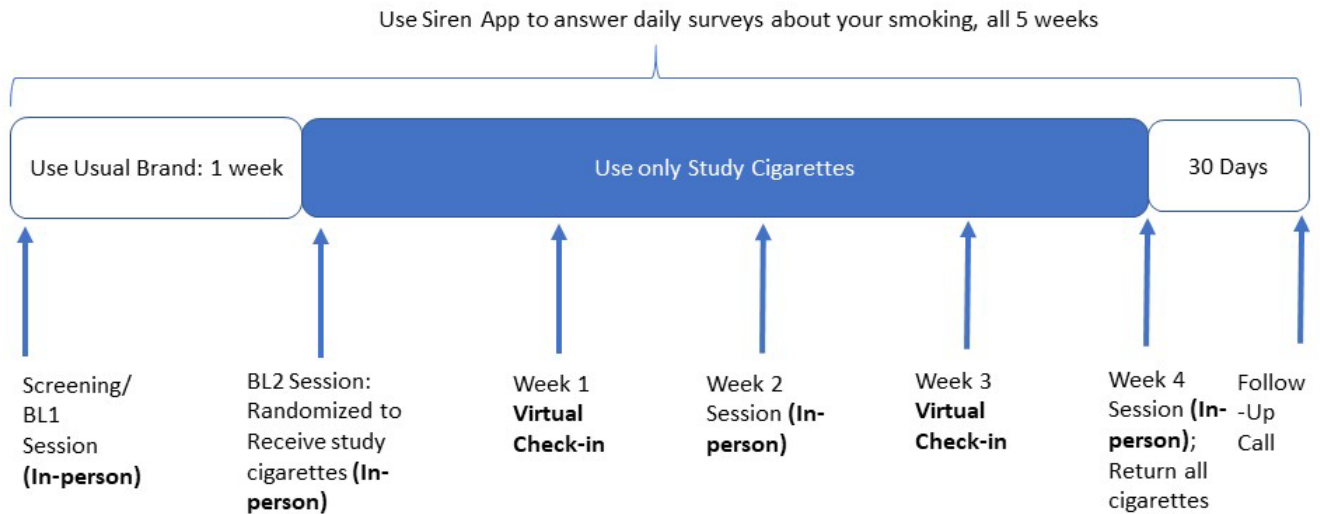 Use Siren App to answer daily surveys about your smoking, all 5 weeks
Use Usual Brand: 1 week
Use only Study Cigarettes
30 Days
Screening/
BL1
Session
(In-person)
BL2 Session:
Randomized to
Receive study
cigarettes (In-
person)
Week 1
Virtual
Check-in
Week 2
Session (In-
person)
Week 3
Virtual
Check-in
Week 4
Session (In-
person);
Return all
cigarettes
Follow
-Up
Call